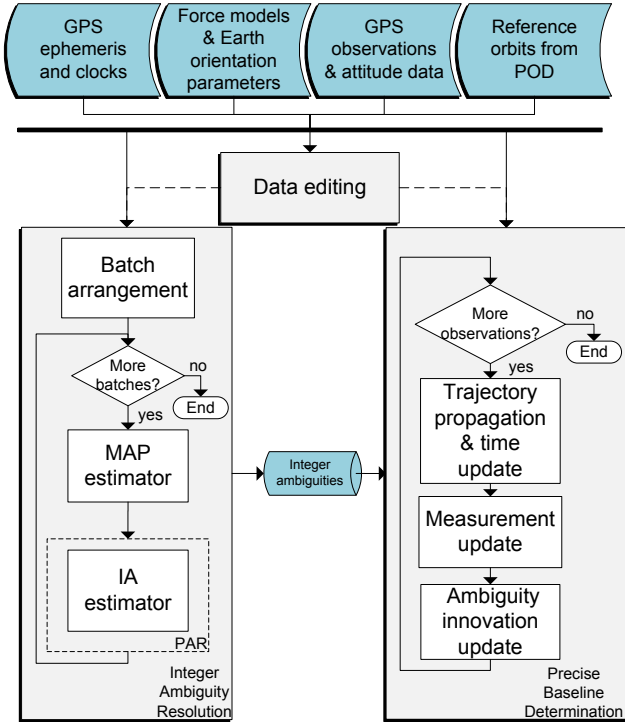 GPS
ephemeris
and clocks
Force models
& Earth
orientation
parameters
GPS
observations
& attitude data
Reference
orbits from
POD
Data editing
Batch
arrangement
More
batches?
no
End
yes
MAP
estimator
IA
estimator
PAR
Integer
Ambiguity
Resolution
Integer
ambiguities
More
observations?
no
End
yes
Trajectory
propagation
& time
update
Measurement
update
Ambiguity
innovation
update
Precise
Baseline
Determination